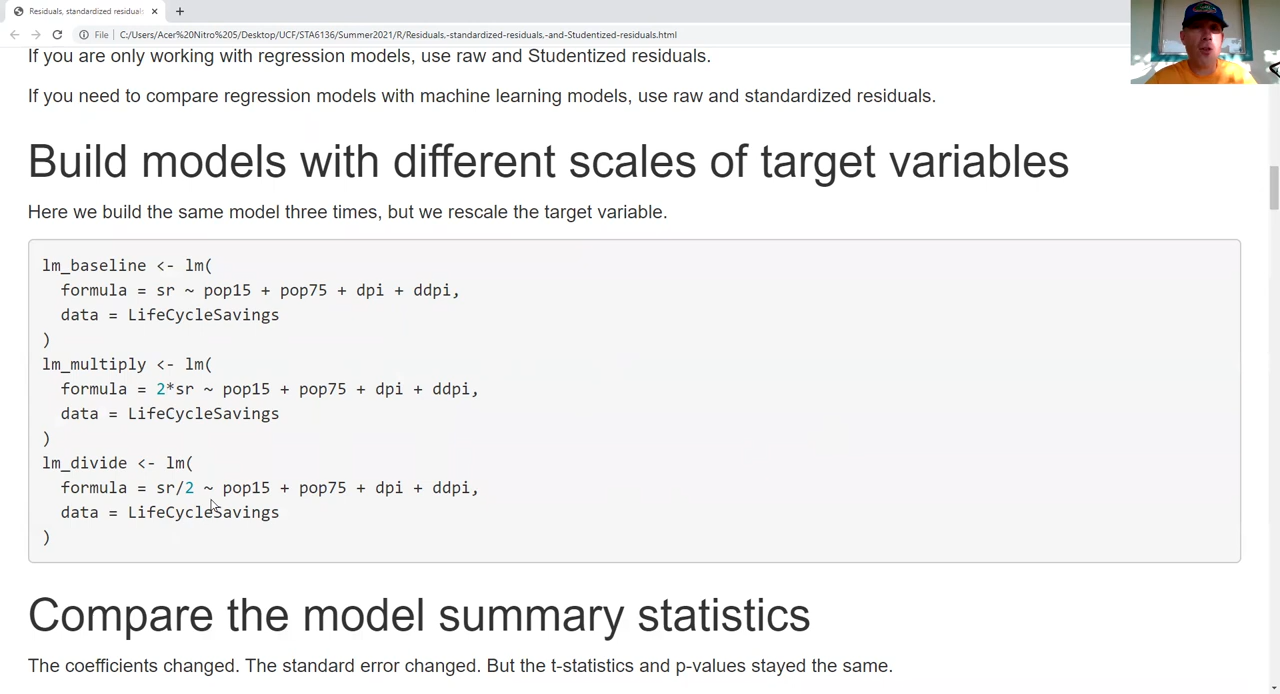 Residuals, standardized residuals
File C:/Users/Acer%20Nitro%205/Desktop/UCF/STA6136/Summer2021/R/Residuals,-standardized-residuals,-and-Studentized-residuals.html
If you are only working with regression models, use raw and Studentized residuals.
If you need to compare regression models with machine learning models, use raw and standardized residuals.
Build models with different scales of target variables
Here we build the same model three times, but we rescale the target variable.
lm_baseline <- lm(
formula = sr ~ pop15 + pop75 + dpi + ddpi,
data = LifeCycleSavings
)
lm_multiply <- lm(
formula = 2*sr ~ pop15 + pop75 + dpi + ddpi,
data = LifeCycleSavings
)
lm_divide <- lm(
formula = sr/2 ~ pop15 + pop75 + dpi + ddpi,
data = LifeCycleSavings
)
Compare the model summary statistics
The coefficients changed. The standard error changed. But the t-statistics and p-values stayed the same.